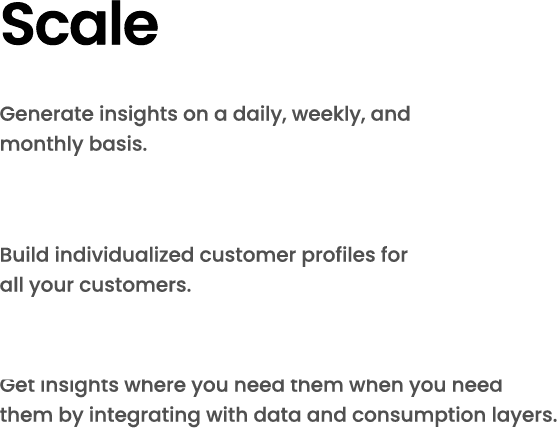 Scale
Generate insights on a daily, weekly, and
monthly basis.
Build individualized customer profiles for
all your customers.
Get insights where you need them when you need
them by integrating with data and consumption layers.